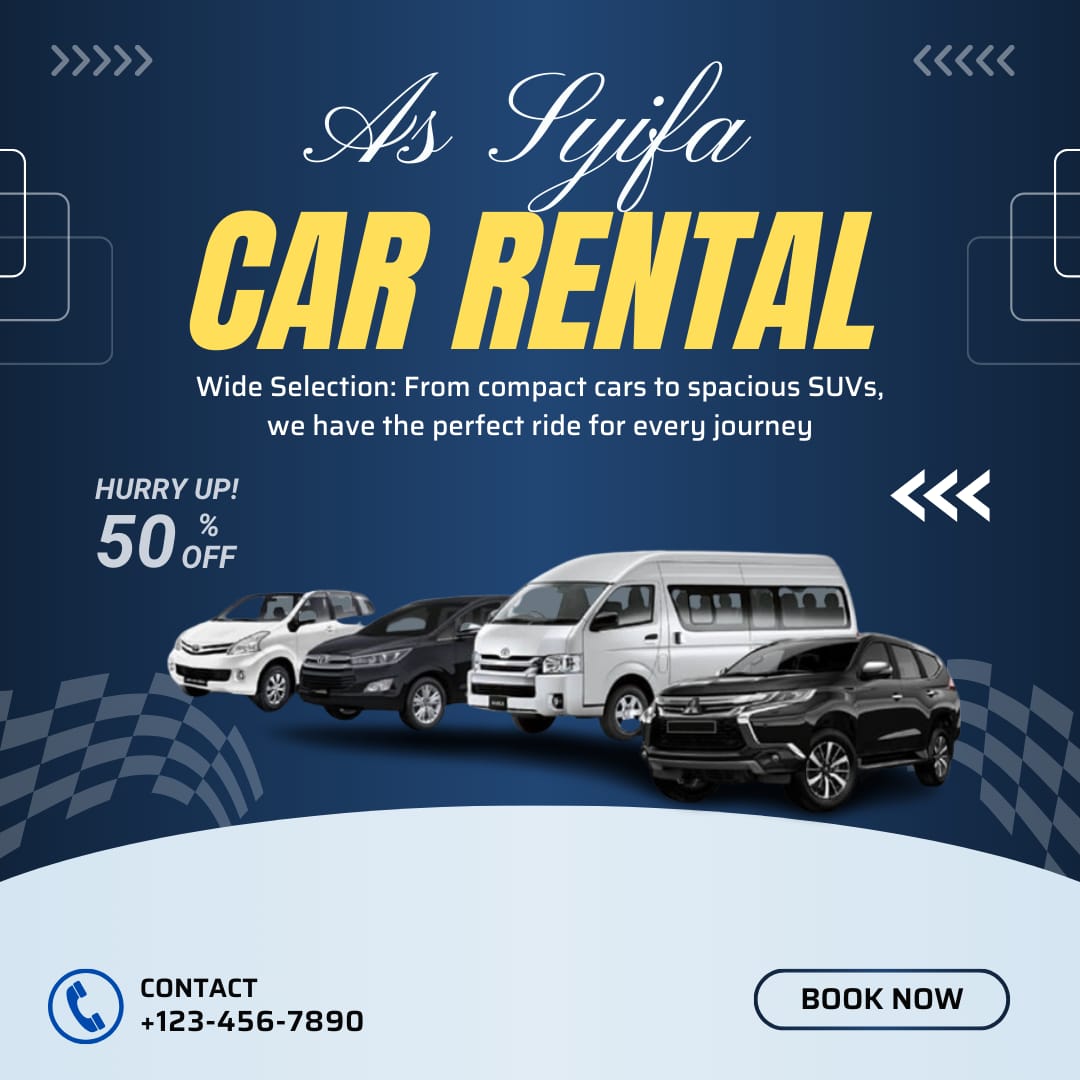 As Syifa
CAR RENTAL
Wide Selection: From compact cars to spacious SUVs,
we have the perfect ride for every journey
HURRY UP!
50 % OFF
CONTACT
+123-456-7890
BOOK NOW